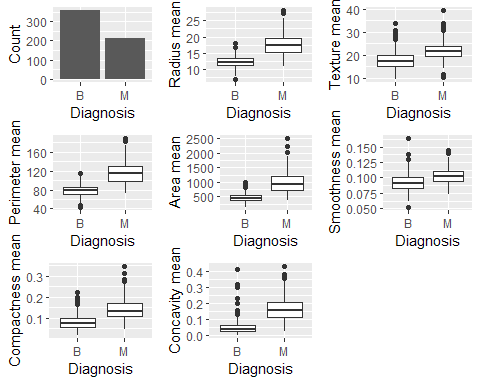 Count
300
200
100
0
B M
Diagnosis
Radius mean
25
20
15
10
B M
Diagnosis
Texture mean
40
30
20
10
B M
Diagnosis
Perimeter mean
160
120
80
40
B M
Diagnosis
Area mean
2500
2000
1500
1000
500
B M
Diagnosis
Smoothness mean
0.150
0.125
0.100
0.075
0.050
B M
Diagnosis
Compactness mean
0.3
0.2
0.1
B M
Diagnosis
Concavity mean
0.4
0.3
0.2
0.1
0.0
B M
Diagnosis